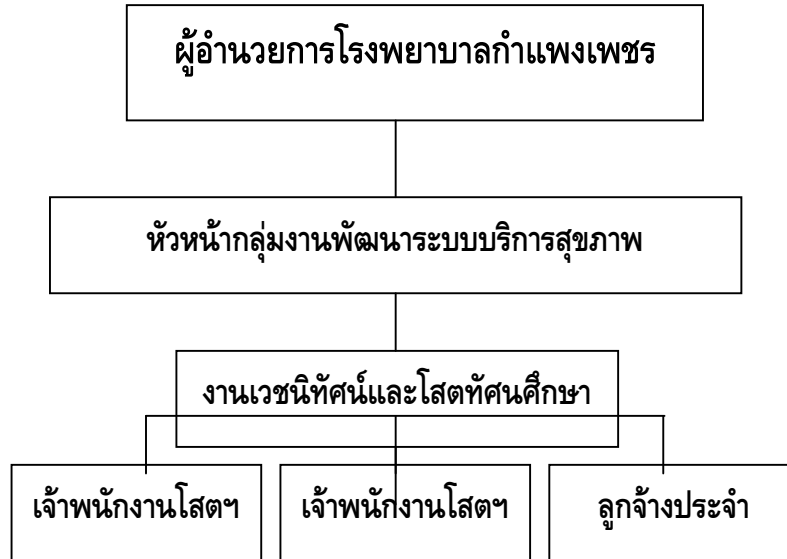 ผู้อำนวยการโรงพยาบาลกำแพงเพชร
หัวหน้ากลุ่มงานพัฒนาระบบบริการสุขภาพ
งานเวชนิทัศน์และโสตทัศนศึกษา
เจ้าพนักงานโสตฯ
เจ้าพนักงานโสตฯ
ลูกจ้างประจำ